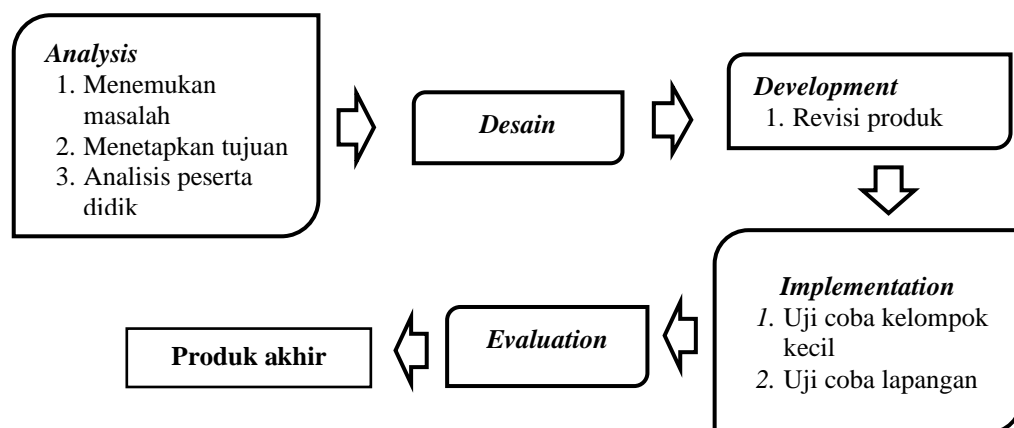 Analysis
1. Menemukan
masalah
2. Menetapkan tujuan
3. Analisis peserta
didik
Desain
Development
1. Revisi produk
Implementation
1. Uji coba kelompok
kecil
2. Uji coba lapangan
Evaluation
Produk akhir